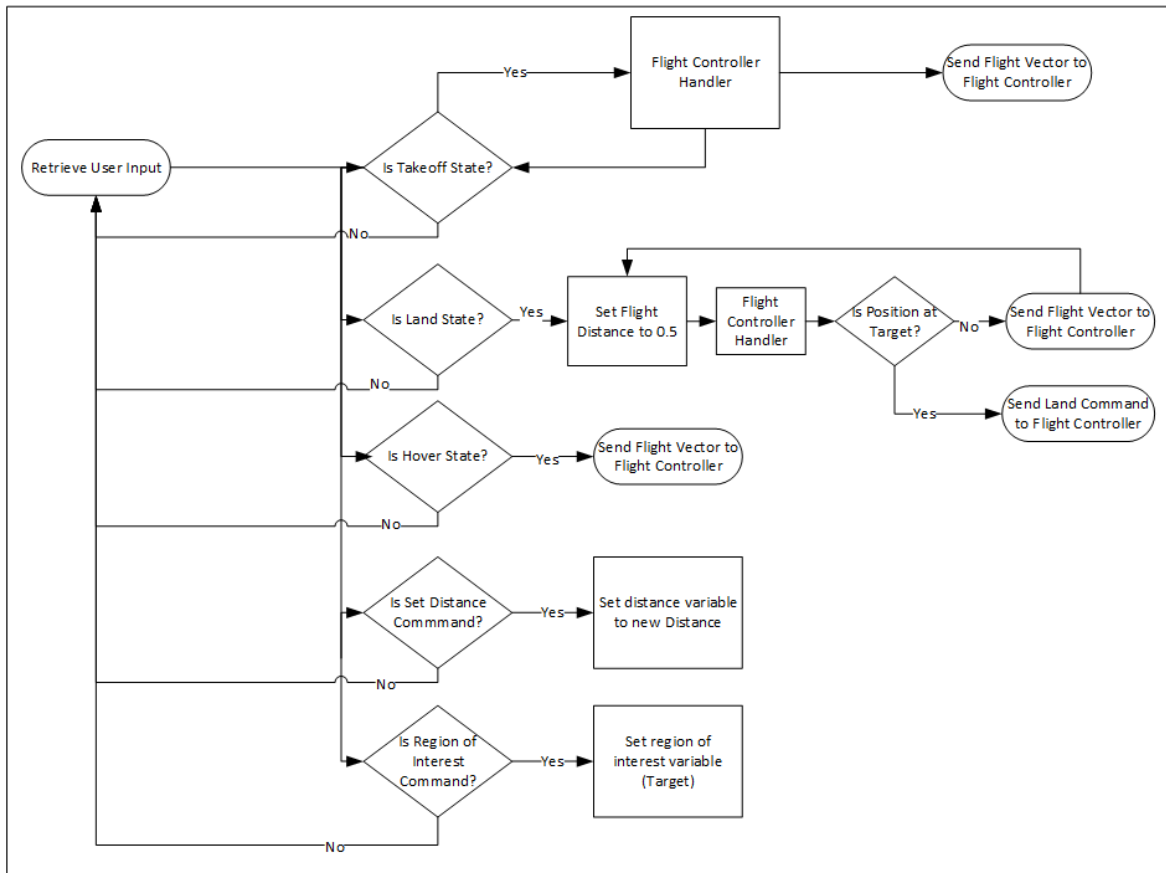 Yes
Flight Controller
Handler
Send Flight Vector to
Flight Controller
Retrieve User Input
Is Takeoff State?
No
Is Land State?
Yes
Set Flight
Distance to 0.5
Flight
Controller
Handler
Is Position at
Target?
No
Send Flight Vector to
Flight Controller
No
Yes
Send Land Command
to Flight Controller
Is Hover State?
Yes
Send Flight Vector to
Flight Controller
No
Is Set Distance
Commmand?
Yes
Set distance variable
to new Distance
No
Is Region of
Interest
Command?
Yes
Set region of
interest variable
(Target)
No